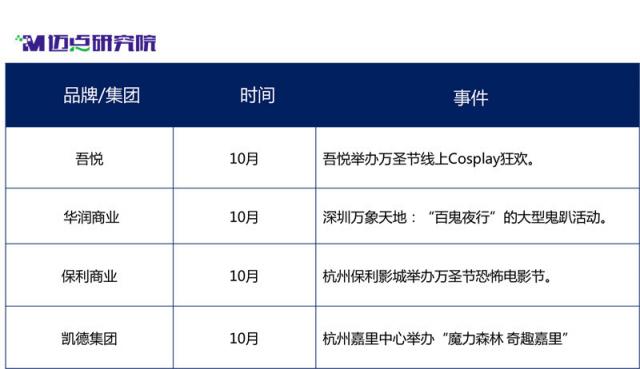 迈点研究院
品牌/集团 时间 事件
吾悦 10月 吾悦举办万圣节线上Cosplay狂欢。
华润商业 10月 深圳万象天地：“百鬼夜行”的大型鬼趴活动。
保利商业 10月 杭州保利影城举办万圣节恐怖电影节。
凯德集团 10月 杭州嘉里中心举办“魔力森林 奇趣嘉里”